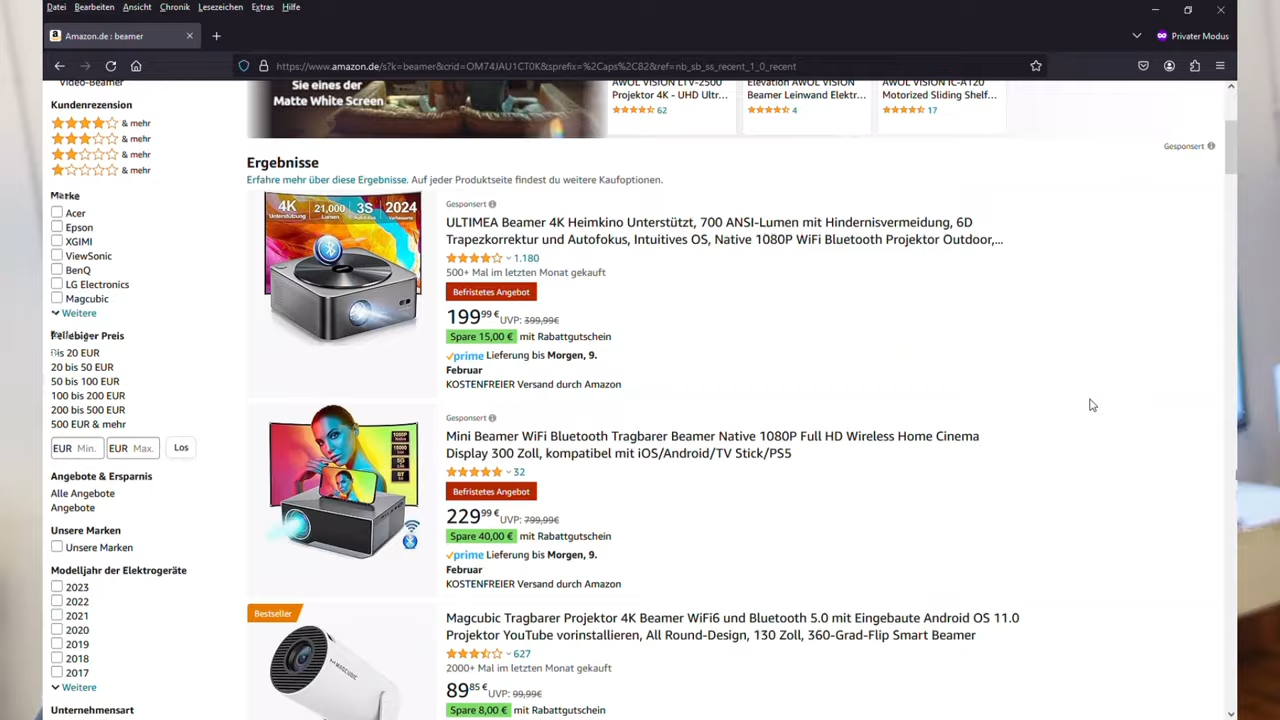 Datei Bearbeiten Ansicht Chronik Lesezeichen Extras Hilfe
Amazon.de : beamer
Privater Modus
https://www.amazon.de/s?k=beamer&crid=OM74JAU1CT0K&sprefix=%2Caps%2C82&ref=nb_sb_ss_recent_1_0_recent
Video-Beamer
Kundenrezension
& mehr
& mehr
& mehr
& mehr
Marke
Acer
Epson
XGIMI
ViewSonic
BenQ
LG Electronics
Magcubic
Weitere
Beliebiger Preis
Bis 20 EUR
20 bis 50 EUR
50 bis 100 EUR
100 bis 200 EUR
200 bis 500 EUR
500 EUR & mehr
EUR Min. EUR Max. Los
Angebote & Ersparnis
Alle Angebote
Angebote
Unsere Marken
Unsere Marken
Modelljahr der Elektrogeräte
2023
2022
2021
2020
2019
2018
2017
Weitere
Unternehmensart
Sie eines der
Matte White Screen
AWOL VISION LTV-2500
Projektor 4K - UHD Ultr...
62
Elevation AWOL VISION
Beamer Leinwand Elektr...
4
AWOL VISION IC-A120
Motorized Sliding Shelf...
17
Gesponsert
Ergebnisse
Erfahre mehr über diese Ergebnisse. Auf jeder Produktseite findest du weitere Kaufoptionen.
4K
Unterstützung
21,000
Lumen
3S
2024
Gesponsert
ULTIMEA Beamer 4K Heimkino Unterstützt, 700 ANSI-Lumen mit Hindernisvermeidung, 6D
Trapezkorrektur und Autofokus, Intuitives OS, Native 1080P WiFi Bluetooth Projektor Outdoor,...
1.180
500+ Mal im letzten Monat gekauft
Befristetes Angebot
199,99 € UVP: 399,99€
Spare 15,00 € mit Rabattgutschein
prime Lieferung bis Morgen, 9.
Februar
KOSTENFREIER Versand durch Amazon
Gesponsert
Mini Beamer WiFi Bluetooth Tragbarer Beamer Native 1080P Full HD Wireless Home Cinema
Display 300 Zoll, kompatibel mit iOS/Android/TV Stick/PS5
32
Befristetes Angebot
229,99 € UVP: 799,99€
Spare 40,00 € mit Rabattgutschein
prime Lieferung bis Morgen, 9.
Februar
KOSTENFREIER Versand durch Amazon
Bestseller
MAGCUBIC
Magcubic Tragbarer Projektor 4K Beamer WiFi6 und Bluetooth 5.0 mit Eingebaute Android OS 11.0
Projektor YouTube vorinstallieren, All Round-Design, 130 Zoll, 360-Grad-Flip Smart Beamer
627
2000+ Mal im letzten Monat gekauft
89,85 € UVP: 99,99€
Spare 8,00 € mit Rabattgutschein